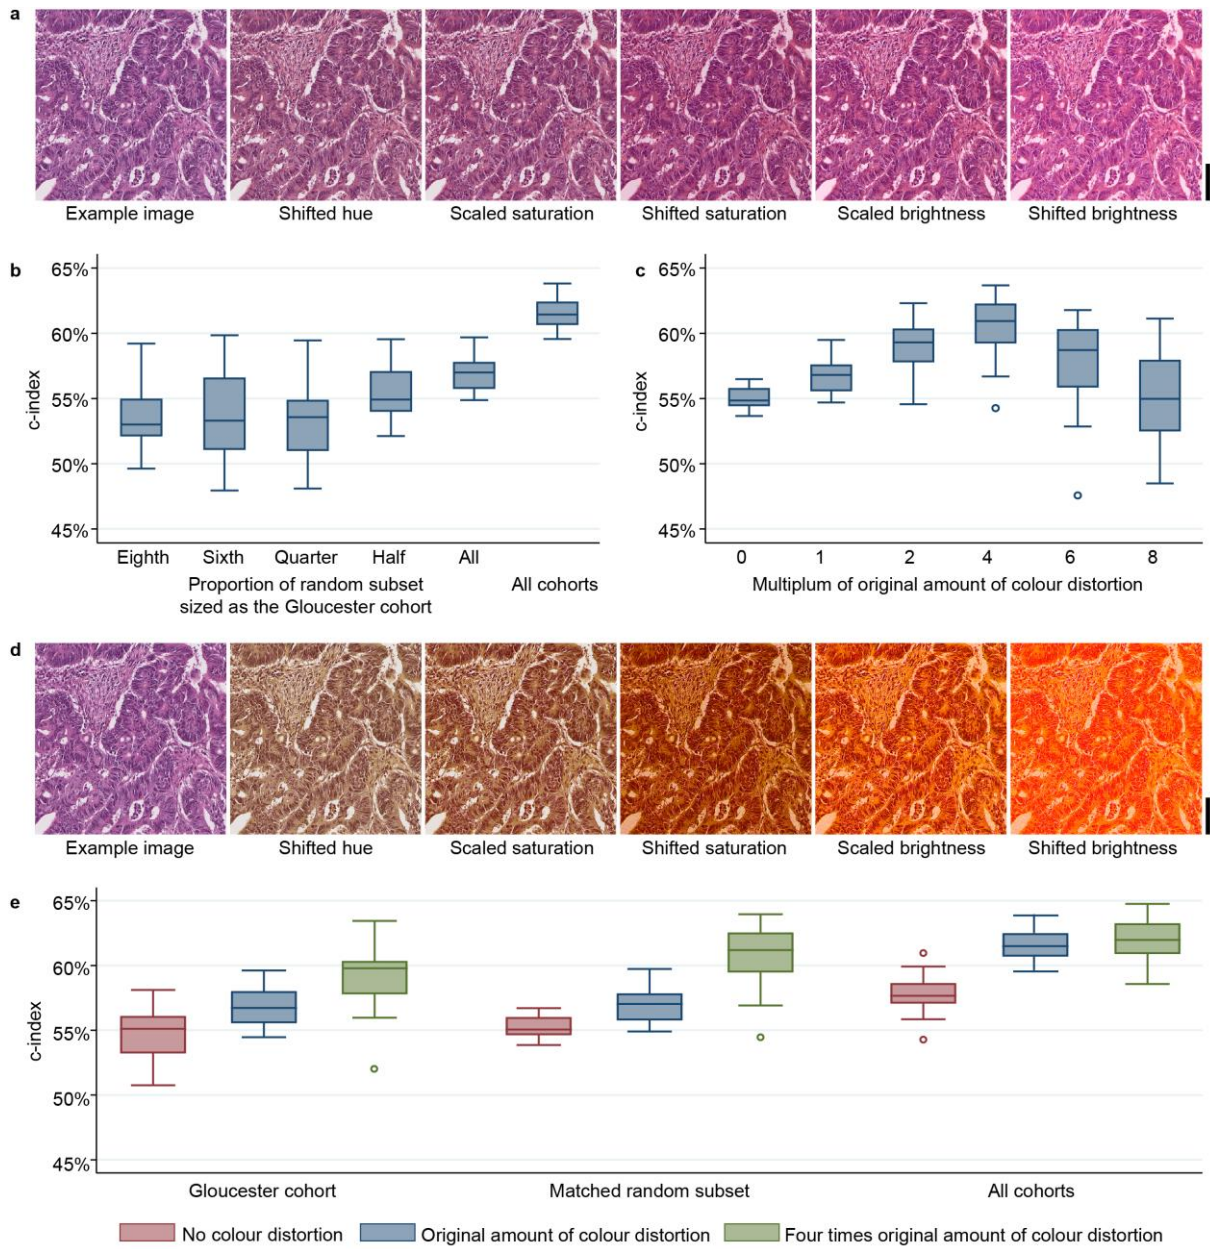 a
Example image
Shifted hue
Scaled saturation
Shifted saturation
Scaled brightness
Shifted brightness
b
65%
60%
55%
50%
45%
c-index
Eighth
Sixth
Quarter
Half
All
Proportion of random subset
sized as the Gloucester cohort
All cohorts
c
65%
60%
55%
50%
45%
c-index
0
1
2
4
6
8
Multiplum of original amount of colour distortion
d
Example image
Shifted hue
Scaled saturation
Shifted saturation
Scaled brightness
Shifted brightness
e
65%
60%
55%
50%
45%
c-index
Gloucester cohort
Matched random subset
All cohorts
No colour distortion
Original amount of colour distortion
Four times original amount of colour distortion